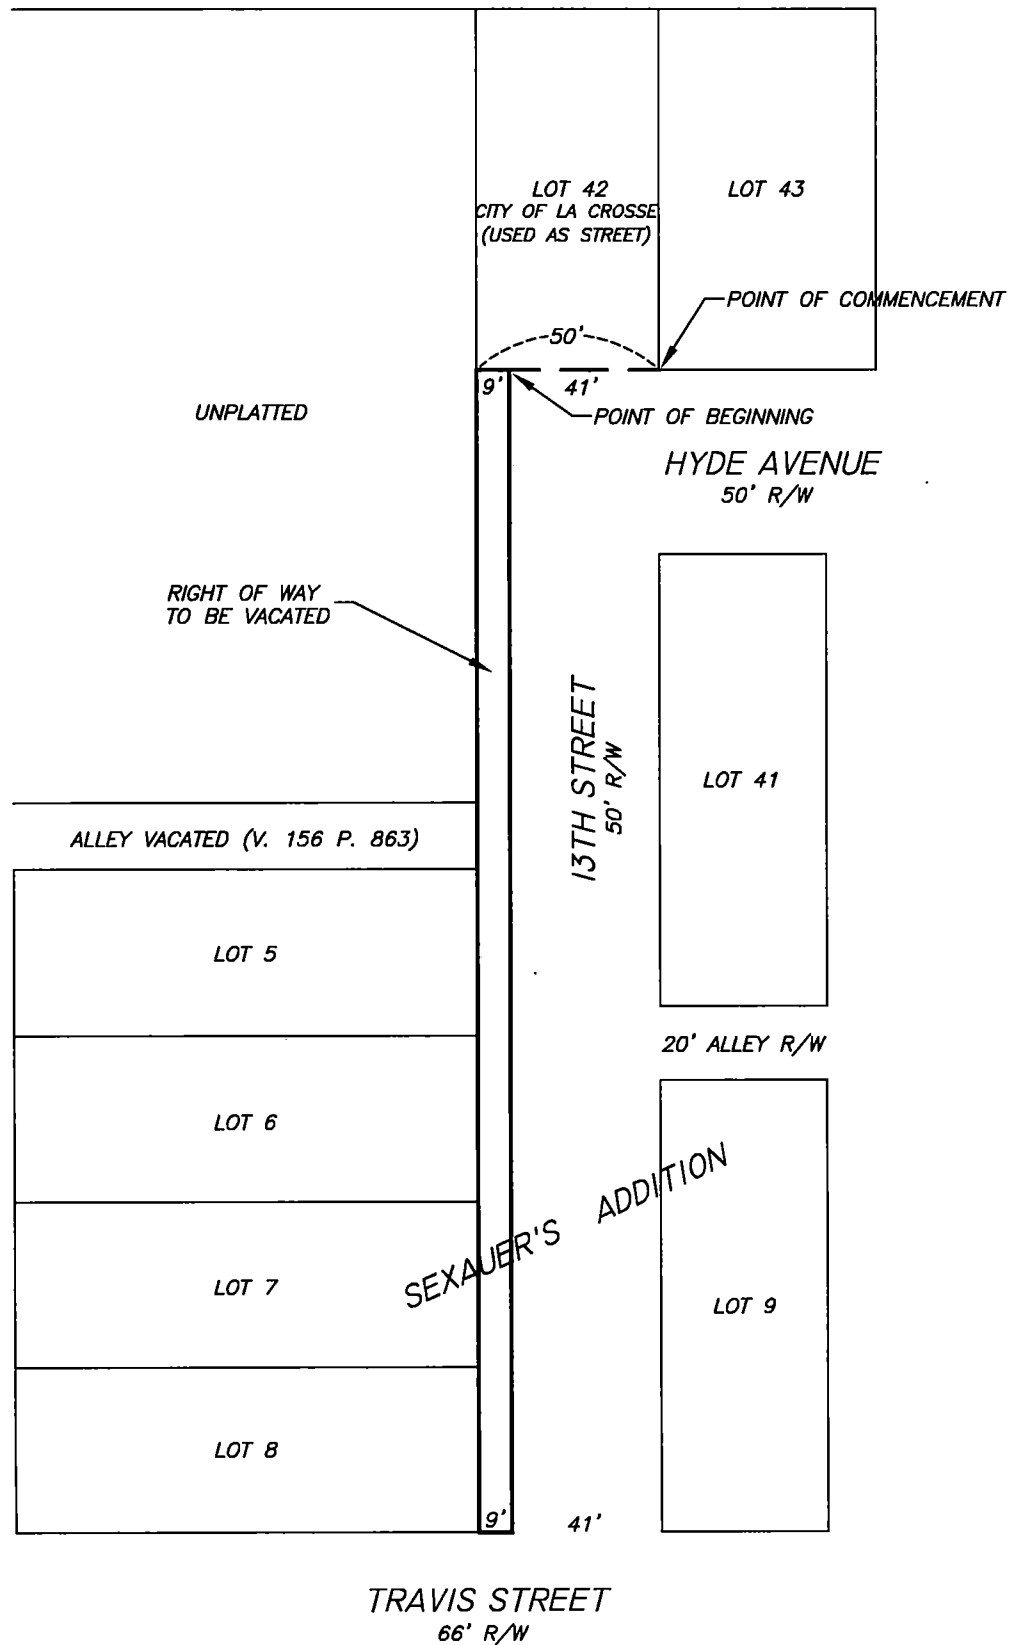 LOT 42
CITY OF LA CROSSE
(USED AS STREET)
LOT 43
POINT OF COMMENCEMENT
50'
9'
41'
POINT OF BEGINNING
UNPLATTED
HYDE AVENUE
50' R/W
RIGHT OF WAY
TO BE VACATED
13TH STREET
50' R/W
LOT 41
ALLEY VACATED (V. 156 P. 863)
LOT 5
20' ALLEY R/W
LOT 6
SEXAUER'S ADDITION
LOT 7
LOT 9
LOT 8
9'
41'
TRAVIS STREET
66' R/W